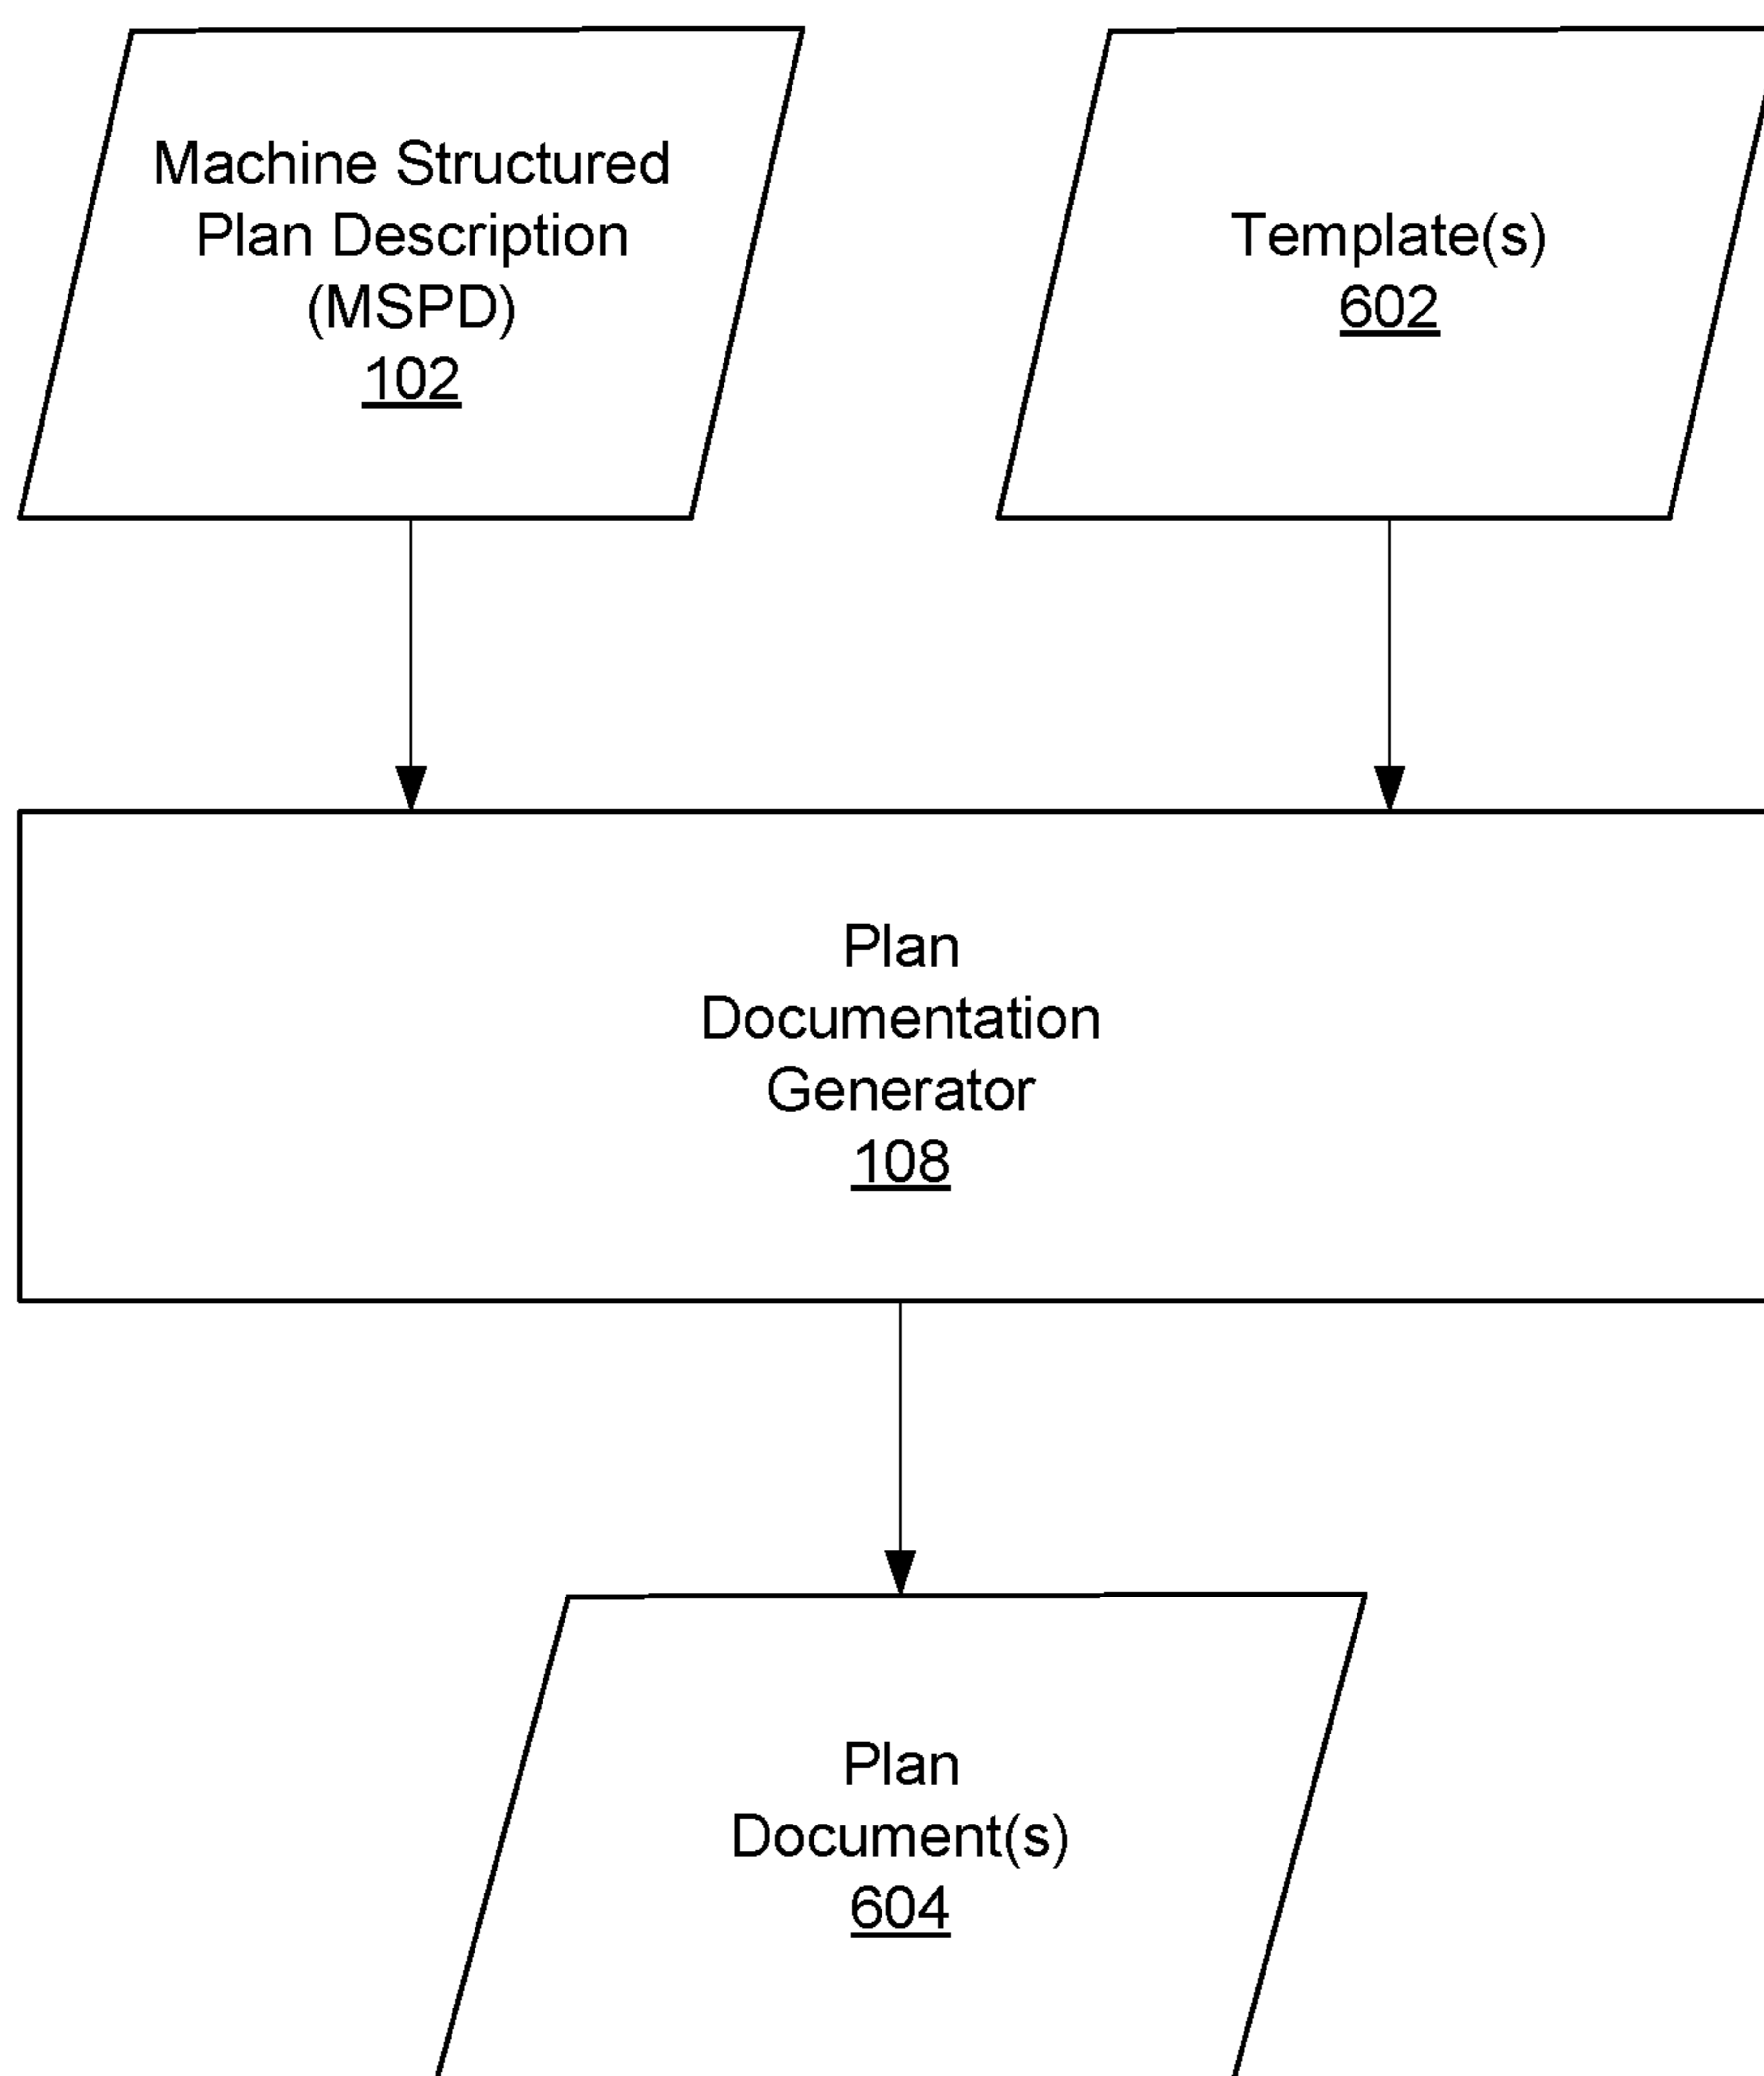 Machine Structured
Plan Description
(MSPD)
102
Template(s)
602
Plan
Documentation
Generator
108
Plan
Document(s)
604